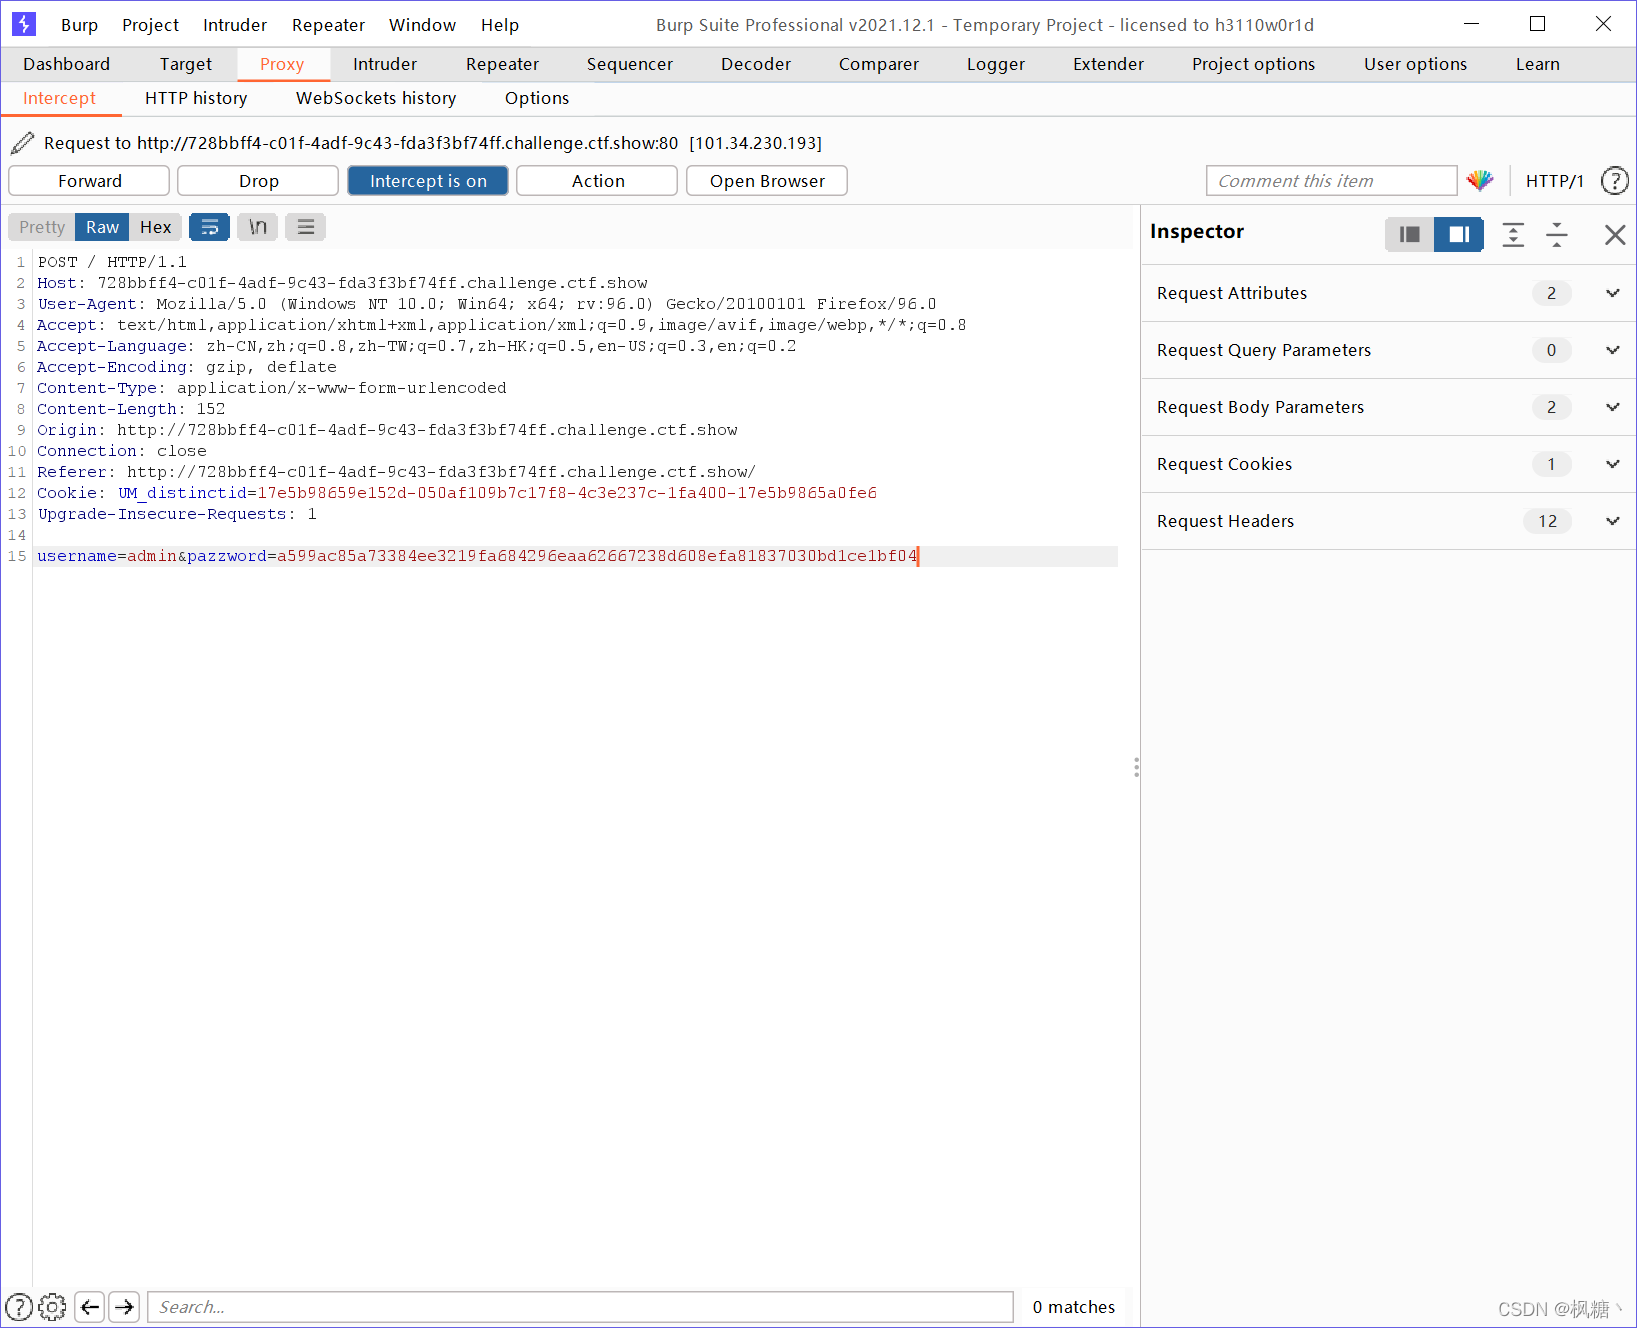 Burp Project Intruder Repeater Window Help Burp Suite Professional v2021.12.1 - Temporary Project - licensed to h3110w0r1d
Dashboard Target Proxy Intruder Repeater Sequencer Decoder Comparer Logger Extender Project options User options Learn
Intercept HTTP history WebSockets history Options
Request to http://728bbff4-c01f-4adf-9c43-fda3f3bf74ff.challenge.ctf.show:80 [101.34.230.193]
Forward Drop Intercept is on Action Open Browser Comment this item HTTP/1 ?
Pretty Raw Hex \n
Inspector
1 POST / HTTP/1.1
2 Host: 728bbff4-c01f-4adf-9c43-fda3f3bf74ff.challenge.ctf.show
3 User-Agent: Mozilla/5.0 (Windows NT 10.0; Win64; x64; rv:96.0) Gecko/20100101 Firefox/96.0
4 Accept: text/html,application/xhtml+xml,application/xml;q=0.9,image/avif,image/webp,*/*;q=0.8
5 Accept-Language: zh-CN,zh;q=0.8,zh-TW;q=0.7,zh-HK;q=0.5,en-US;q=0.3,en;q=0.2
6 Accept-Encoding: gzip, deflate
7 Content-Type: application/x-www-form-urlencoded
8 Content-Length: 152
9 Origin: http://728bbff4-c01f-4adf-9c43-fda3f3bf74ff.challenge.ctf.show
10 Connection: close
11 Referer: http://728bbff4-c01f-4adf-9c43-fda3f3bf74ff.challenge.ctf.show/
12 Cookie: UM_distinctid=17e5b98659e152d-050af109b7c17f8-4c3e237c-1fa400-17e5b9865a0fe6
13 Upgrade-Insecure-Requests: 1
14
15 username=admin&pazzword=a599ac85a73384ee3219fa684296eaa62667238d608efa81837030bd1ce1bf04
Request Attributes 2
Request Query Parameters 0
Request Body Parameters 2
Request Cookies 1
Request Headers 12
? Search... 0 matches
CSDN @枫糖丶